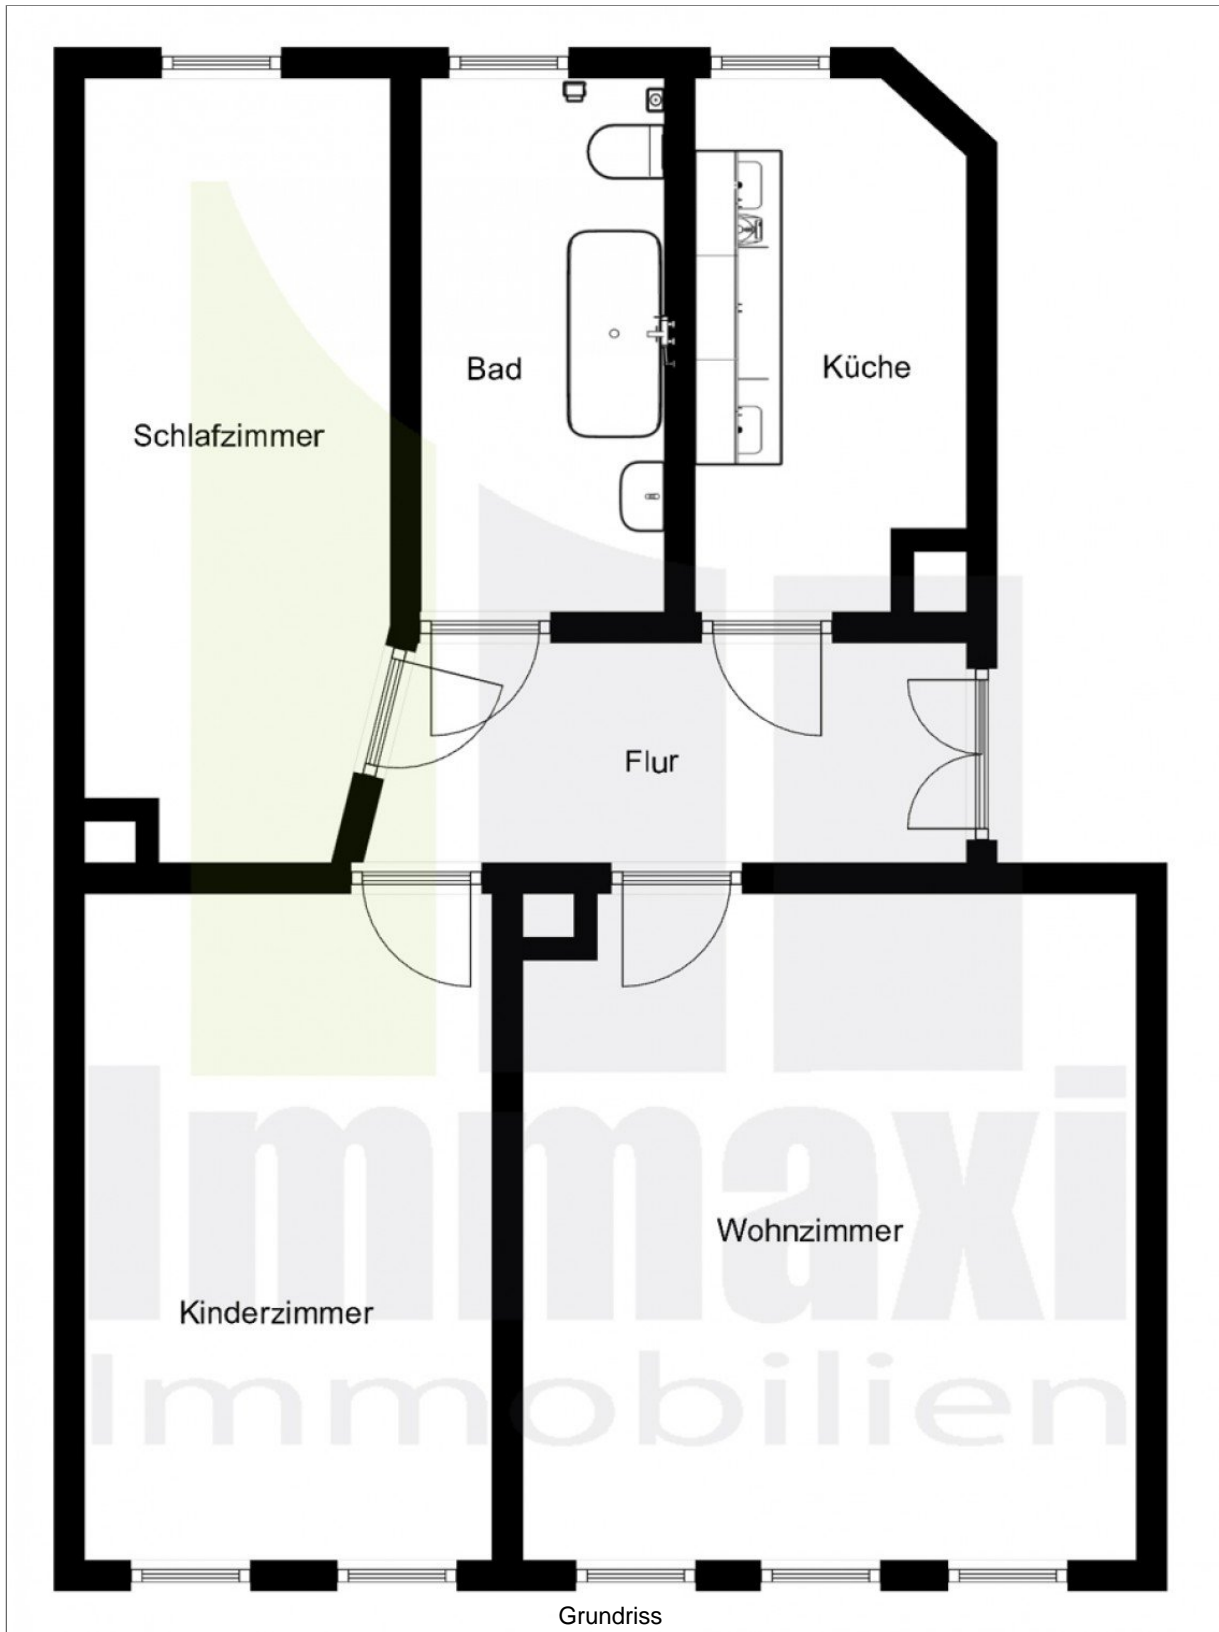 Bad
Küche
Schlafzimmer
Flur
Immaxi
Wohnzimmer
Kinderzimmer
Immobilien
Grundriss